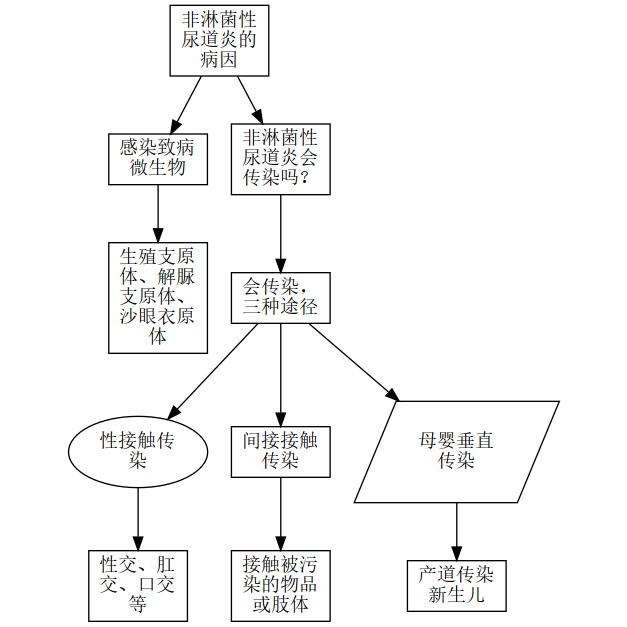 非淋菌性
尿道炎的
病因
感染致病
微生物
非淋菌性
尿道炎会
传染吗？
生殖支原
体、解脲
支原体、
沙眼衣原
体
会传染，
三种途径
性接触传
染
间接接触
传染
母婴垂直
传染
性交、肛
交、口交
等
接触被污
染的物品
或肢体
产道传染
新生儿